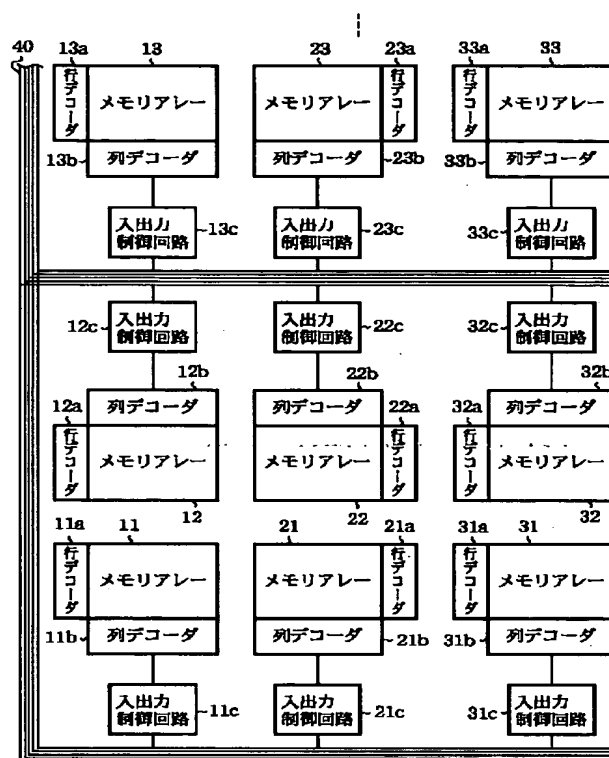 40 13a 13 23 23a 33a 33
行デコーダ メモリアレー メモリアレー 行デコーダ 行デコーダ メモリアレー
13b 列デコーダ 列デコーダ 23b 33b 列デコーダ
入出力 入出力 入出力
制御回路 13c 制御回路 23c 33c 制御回路
入出力 入出力 入出力
12c 制御回路 制御回路 22c 32c 制御回路
12b 22b 32b
12a 列デコーダ 列デコーダ 22a 32a 列デコーダ
行デコーダ メモリアレー メモリアレー 行デコーダ 行デコーダ メモリアレー
12 22 32
11a 11 21 21a 31a 31
行デコーダ メモリアレー メモリアレー 行デコーダ 行デコーダ メモリアレー
11b 列デコーダ 列デコーダ 21b 31b 列デコーダ
入出力 入出力 入出力
制御回路 11c 制御回路 21c 31c 制御回路